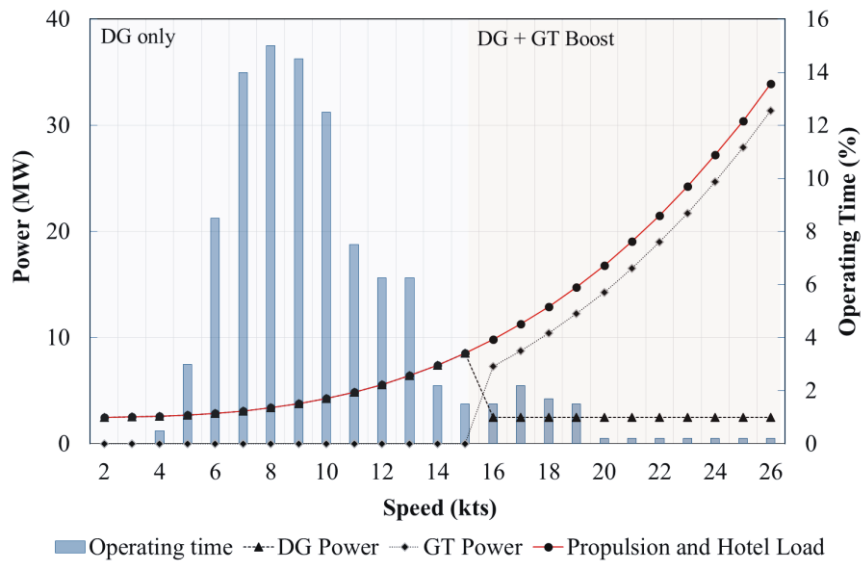 DG only
DG + GT Boost
40
30
20
10
0
Power (MW)
16
14
12
10
8
6
4
2
0
Operating Time (%)
2 4 6 8 10 12 14 16 18 20 22 24 26
Speed (kts)
Operating time DG Power GT Power Propulsion and Hotel Load